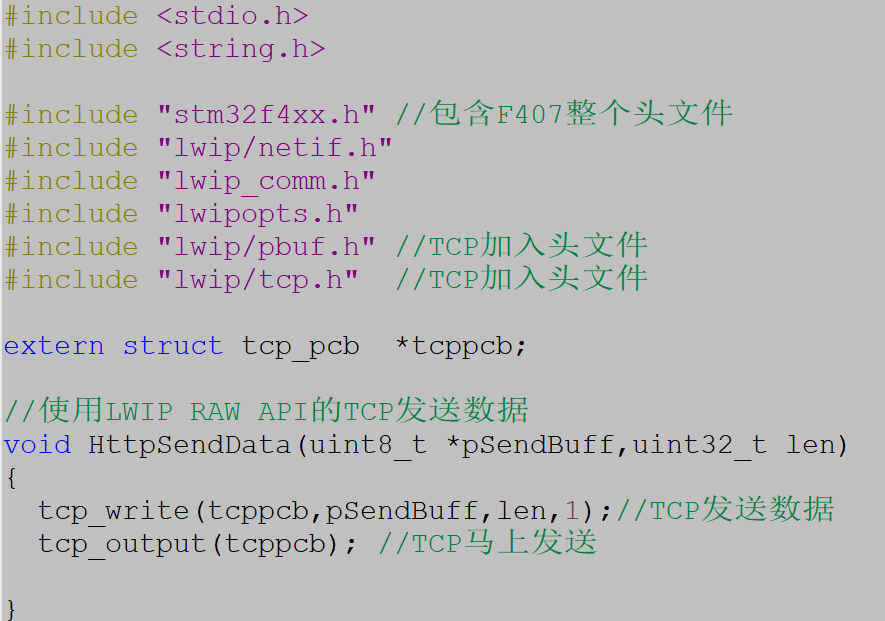 #include <stdio.h>
#include <string.h>
#include "stm32f4xx.h" //包含F407整个头文件
#include "lwip/netif.h"
#include "lwip_comm.h"
#include "lwipopts.h"
#include "lwip/pbuf.h" //TCP加入头文件
#include "lwip/tcp.h"  //TCP加入头文件
extern struct tcp_pcb  *tcppcb;
//使用LWIP RAW API的TCP发送数据
void HttpSendData(uint8_t *pSendBuff,uint32_t len)
{
  tcp_write(tcppcb,pSendBuff,len,1);//TCP发送数据
  tcp_output(tcppcb); //TCP马上发送
}